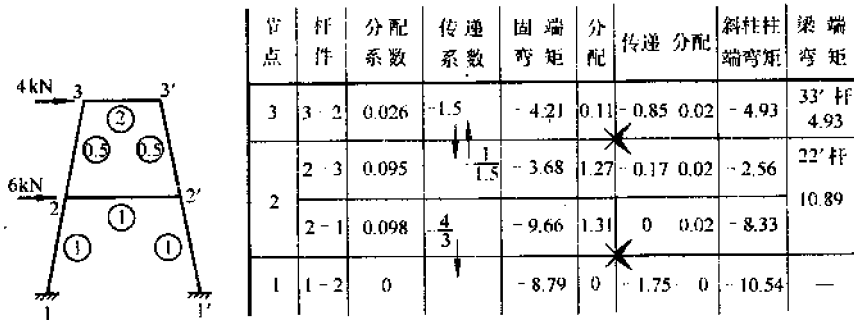 4kN
3
3′
②
0.5
0.5
6kN
2
2′
①
①
①
1
1′
节点 杆件 分配系数 传递系数 固端弯矩 分配 传递 分配 斜柱柱端弯矩 梁端弯矩
3 3-2 0.026 -1.5 -4.21 0.11 -0.85 0.02 -4.93 33′杆 4.93
2 2-3 0.095 -1/1.5 -3.68 1.27 -0.17 0.02 -2.56 22′杆 10.89
2-1 0.098 -4/3 -9.66 1.31 0 0.02 -8.33
1 1-2 0 -8.79 0 -1.75 0 -10.54 —